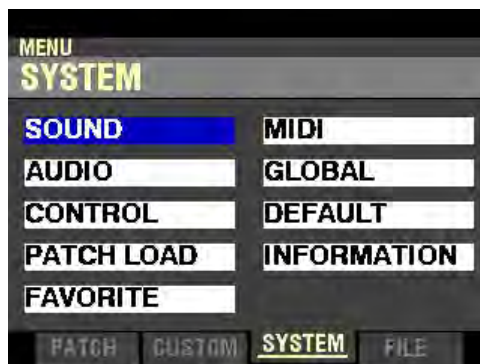 MENU
SYSTEM
SOUND
MIDI
AUDIO
GLOBAL
CONTROL
DEFAULT
PATCH LOAD
INFORMATION
FAVORITE
PATCH CUSTOM SYSTEM FILE